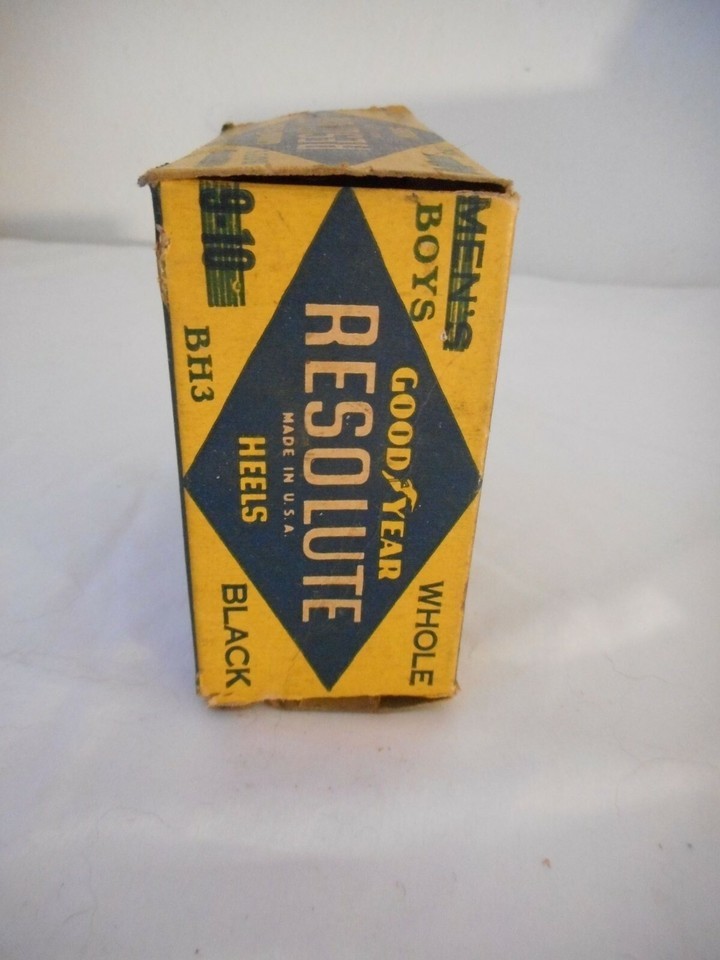 MEN'S
BOYS
WHOLE
GOOD YEAR
RESOLUTE
MADE IN U.S.A.
HEELS
9-10
BH3
BLACK